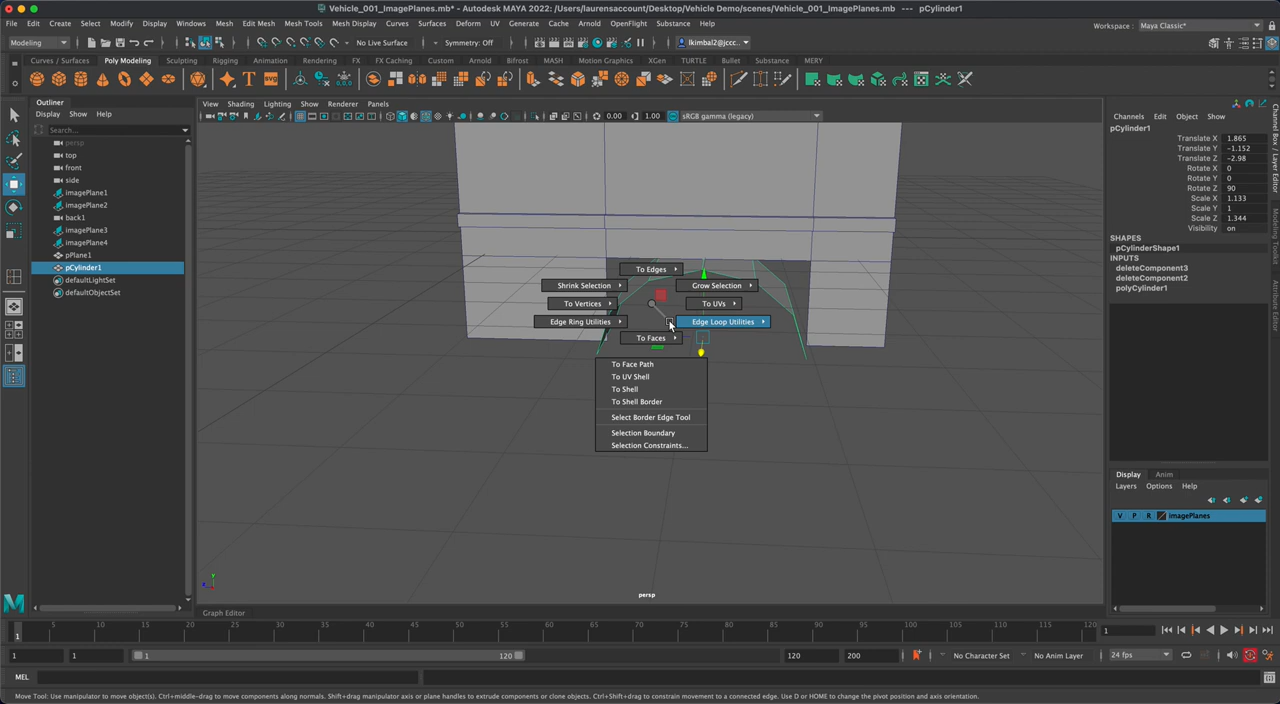 Vehicle_001_ImagePlanes.mb* - Autodesk MAYA 2022: /Users/laurensaccount/Desktop/Vehicle Demo/scenes/Vehicle_001_ImagePlanes.mb --- pCylinder1
File Create Select Modify Display Windows Mesh Edit Mesh Mesh Tools Mesh Display Curves Surfaces Deform UV Generate Cache Arnold OpenFlight Substance Help
Workspace : Maya Classic*
Modeling No Live Surface Symmetry: Off lkimbal2@jccc...
Curves / Surfaces Poly Modeling Sculpting Rigging Animation Rendering FX FX Caching Custom Arnold Bifrost MASH Motion Graphics XGen TURTLE Bullet Substance MERY
Outliner
Display Show Help
Search...
persp
top
front
side
imagePlane1
imagePlane2
back1
imagePlane3
imagePlane4
pPlane1
pCylinder1
defaultLightSet
defaultObjectSet
View Shading Lighting Show Renderer Panels
0.00 1.00 sRGB gamma (legacy)
To Edges
Shrink Selection Grow Selection
To Vertices To UVs
Edge Ring Utilities Edge Loop Utilities
To Faces
To Face Path
To UV Shell
To Shell
To Shell Border
Select Border Edge Tool
Selection Boundary
Selection Constraints...
persp
Channels Edit Object Show
pCylinder1
Translate X 1.865
Translate Y -1.152
Translate Z -2.98
Rotate X 0
Rotate Y 0
Rotate Z 90
Scale X 1.133
Scale Y 1
Scale Z 1.344
Visibility on
SHAPES
pCylinderShape1
INPUTS
deleteComponent3
deleteComponent2
polyCylinder1
Display Anim
Layers Options Help
V P R imagePlanes
Channel Box / Layer Editor
Modeling Toolkit
Attribute Editor
Graph Editor
5 10 15 20 25 30 35 40 45 50 55 60 65 70 75 80 85 90 95 100 105 110 115 120
1 1
1 1 1 120 120 200 No Character Set No Anim Layer 24 fps
MEL
Move Tool: Use manipulator to move object(s). Ctrl+middle-drag to move components along normals. Shift+drag manipulator axis or plane handles to extrude components or clone objects. Ctrl+Shift+drag to constrain movement to a connected edge. Use D or HOME to change the pivot position and axis orientation.